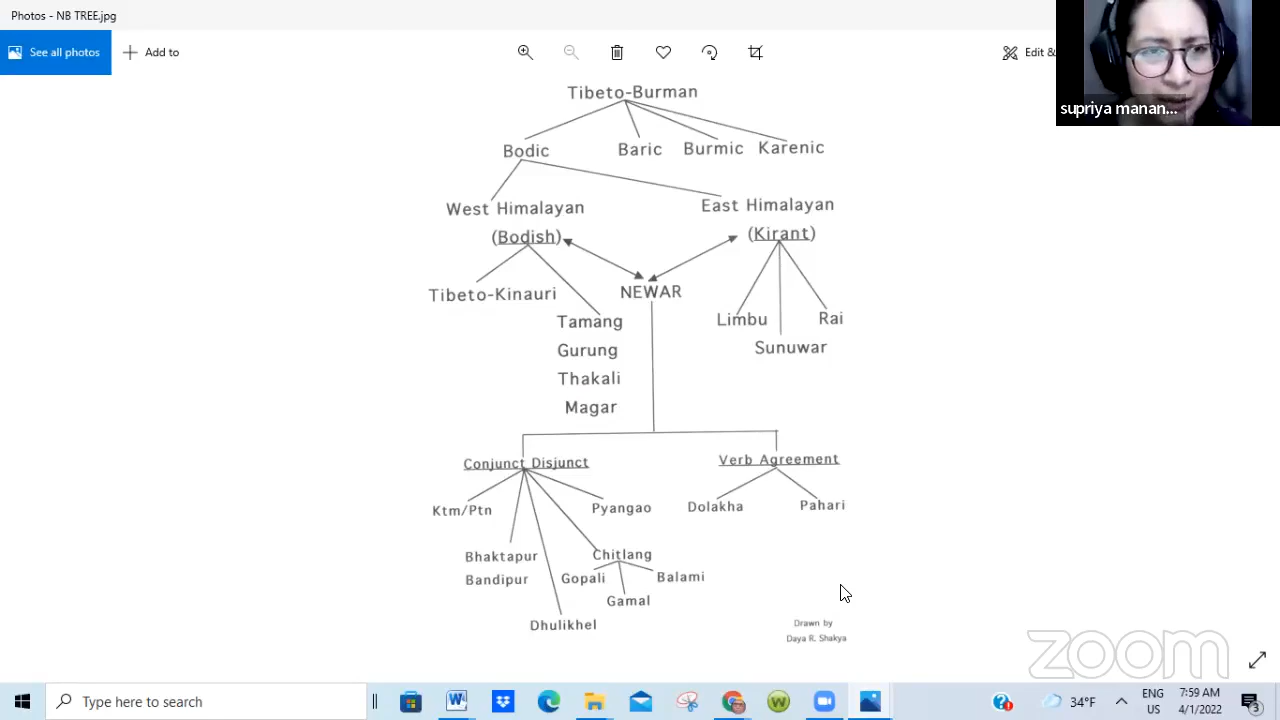 Photos - NB TREE.jpg
See all photos
Add to
Edit &
supriya manan...
Tibeto-Burman
Bodic
Baric
Burmic
Karenic
West Himalayan
(Bodish)
East Himalayan
(Kirant)
Tibeto-Kinauri
NEWAR
Tamang
Gurung
Thakali
Magar
Limbu
Rai
Sunuwar
Conjunct Disjunct
Verb Agreement
Ktm/Ptn
Pyangao
Dolakha
Pahari
Bhaktapur
Bandipur
Chitlang
Gopali
Balami
Gamal
Dhulikhel
Drawn by
Daya R. Shakya
zoom
Type here to search
34°F
ENG
US
7:59 AM
4/1/2022
3